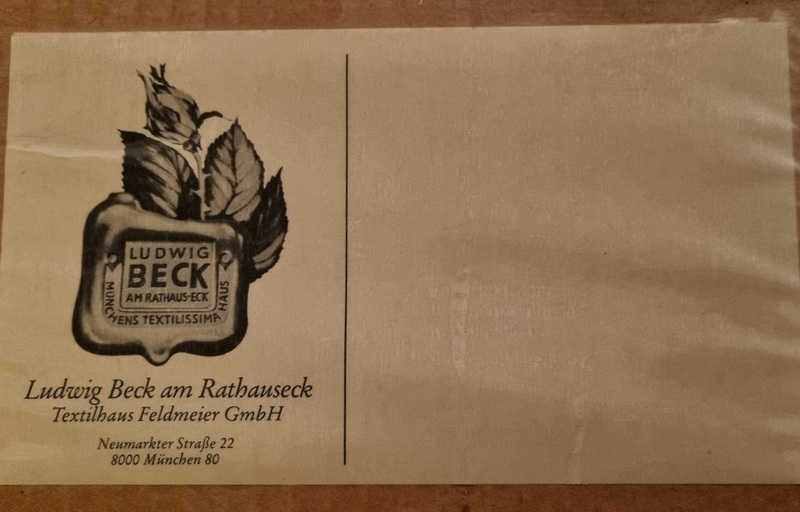 LUDWIG
BECK
AM RATHAUS-ECK
MÜNCHENS TEXTILISSIMA HAUS
Ludwig Beck am Rathauseck
Textilhaus Feldmeier GmbH
Neumarkter Straße 22
8000 München 80